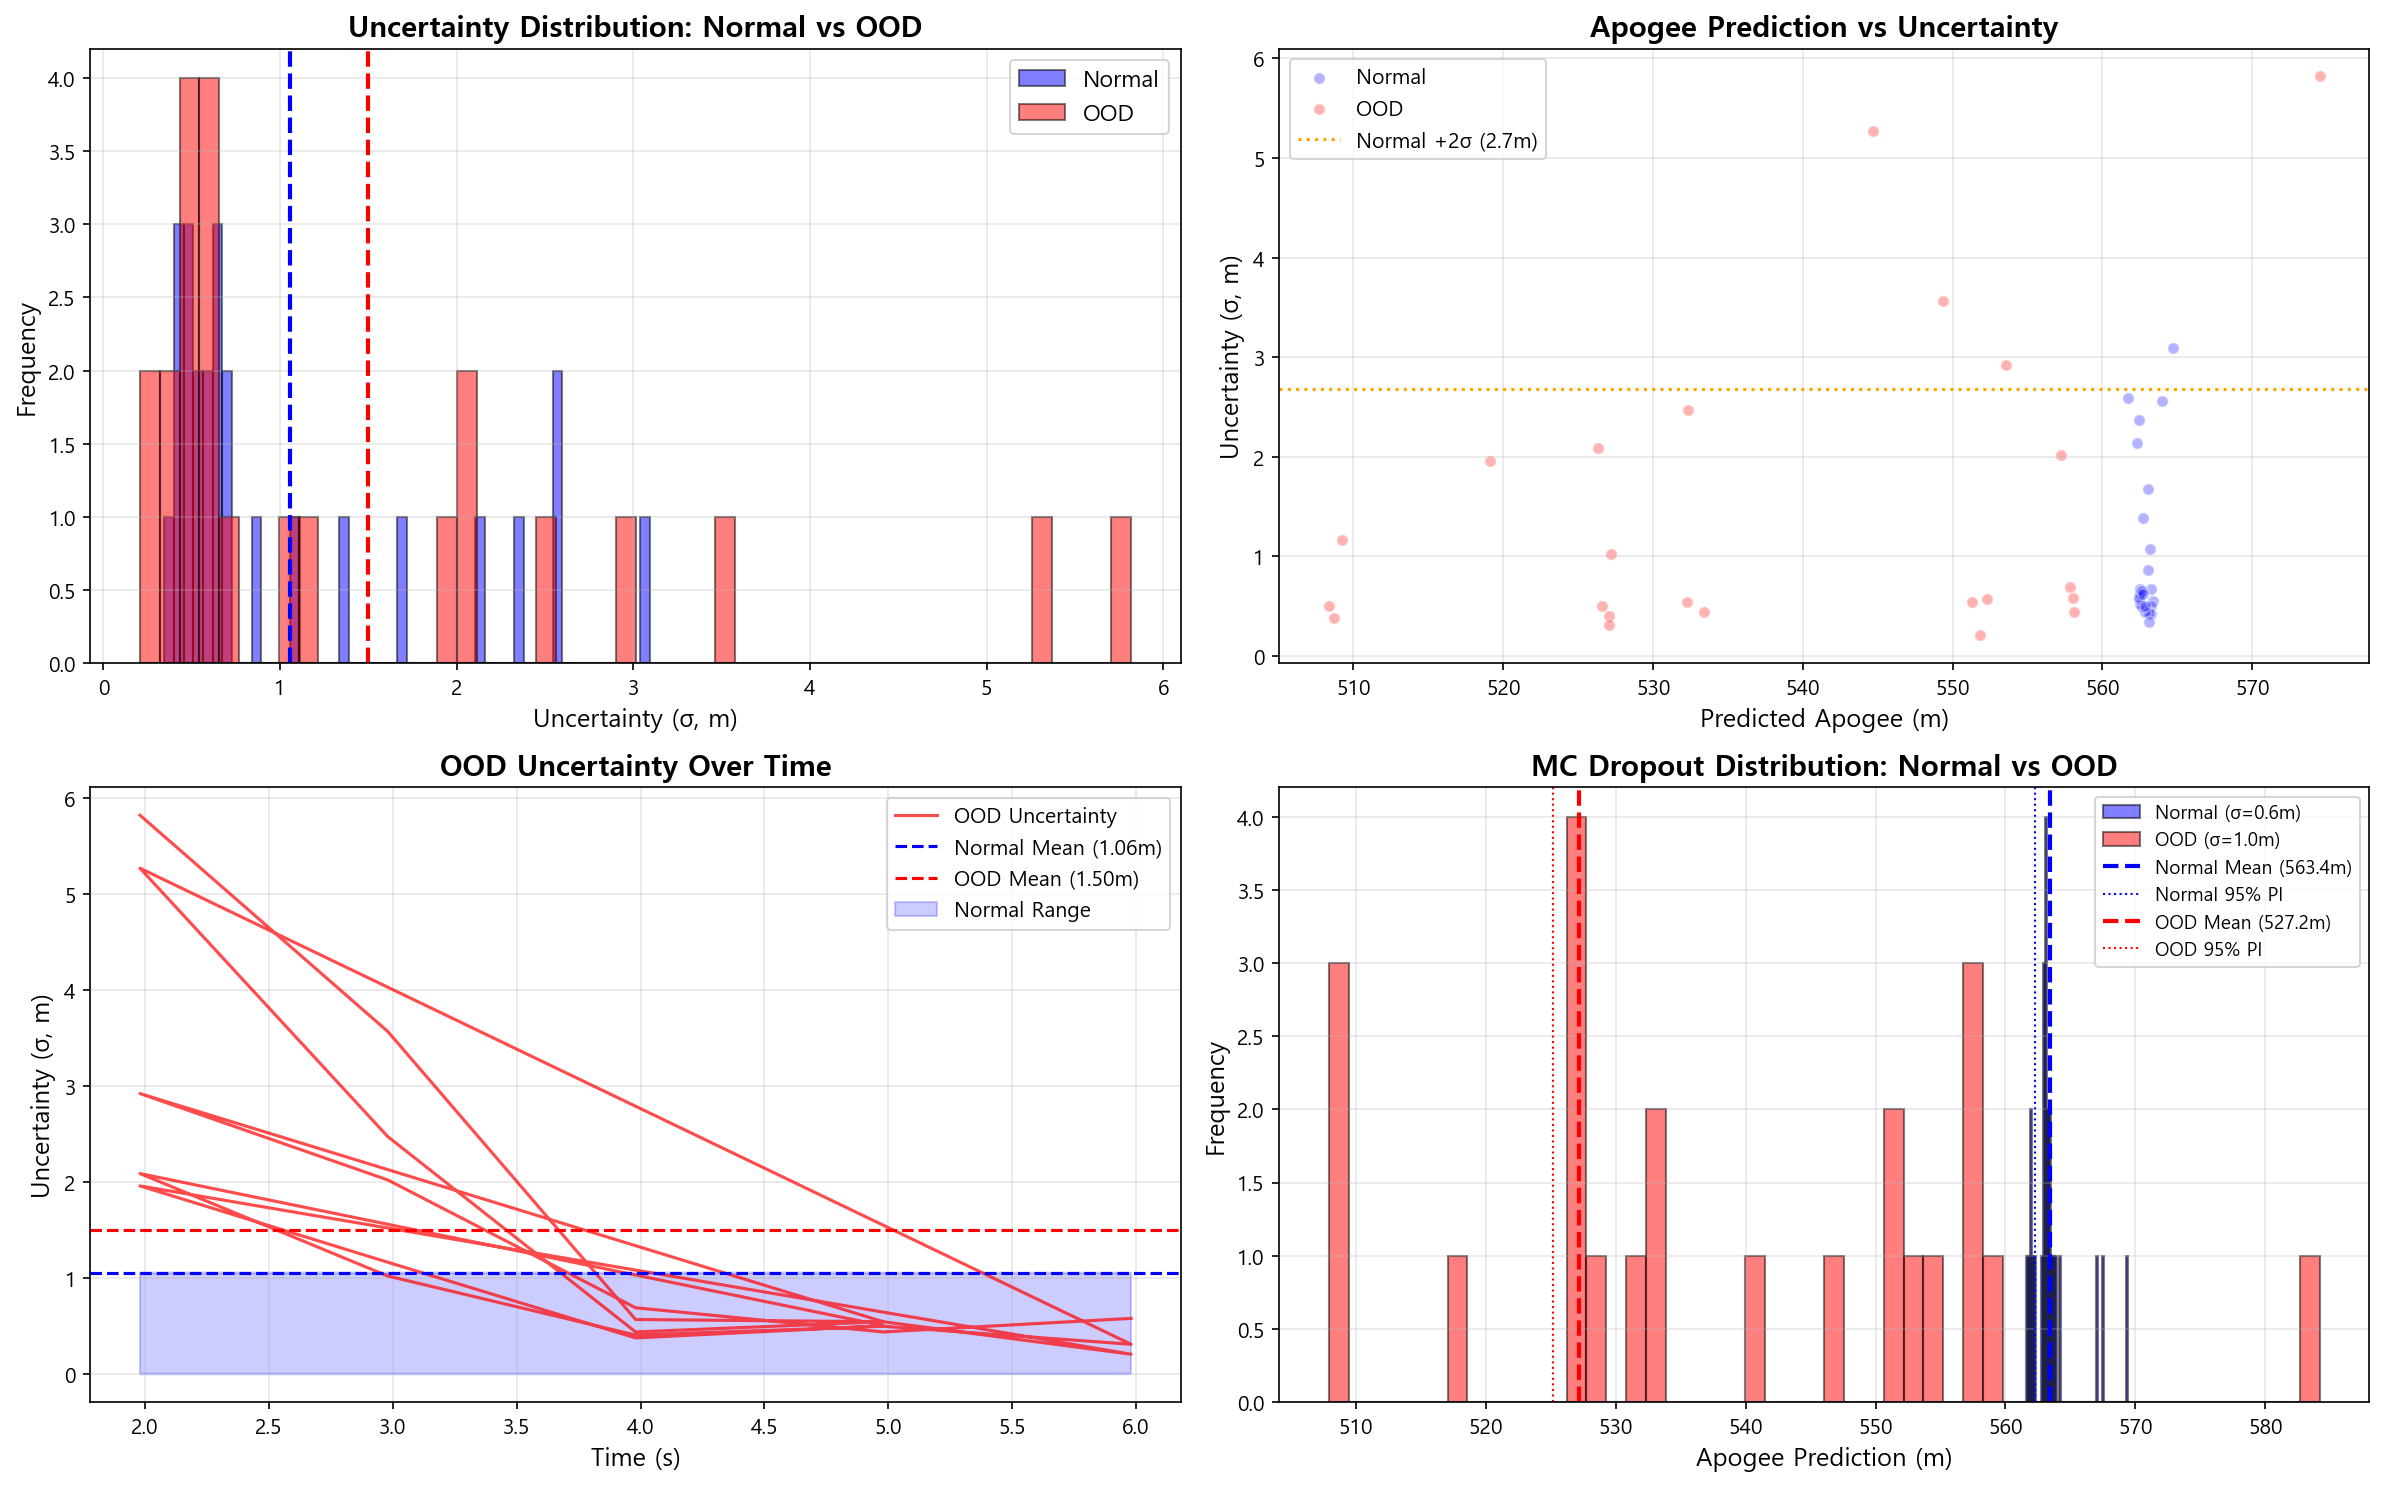 Uncertainty Distribution: Normal vs OOD
Normal
OOD
Frequency
4.0
3.5
3.0
2.5
2.0
1.5
1.0
0.5
0.0
0 1 2 3 4 5 6
Uncertainty (σ, m)
Apogee Prediction vs Uncertainty
Normal
OOD
Normal +2σ (2.7m)
Uncertainty (σ, m)
6
5
4
3
2
1
0
510 520 530 540 550 560 570
Predicted Apogee (m)
OOD Uncertainty Over Time
OOD Uncertainty
Normal Mean (1.06m)
OOD Mean (1.50m)
Normal Range
Uncertainty (σ, m)
6
5
4
3
2
1
0
2.0 2.5 3.0 3.5 4.0 4.5 5.0 5.5 6.0
Time (s)
MC Dropout Distribution: Normal vs OOD
Normal (σ=0.6m)
OOD (σ=1.0m)
Normal Mean (563.4m)
Normal 95% PI
OOD Mean (527.2m)
OOD 95% PI
Frequency
4.0
3.5
3.0
2.5
2.0
1.5
1.0
0.5
0.0
510 520 530 540 550 560 570 580
Apogee Prediction (m)